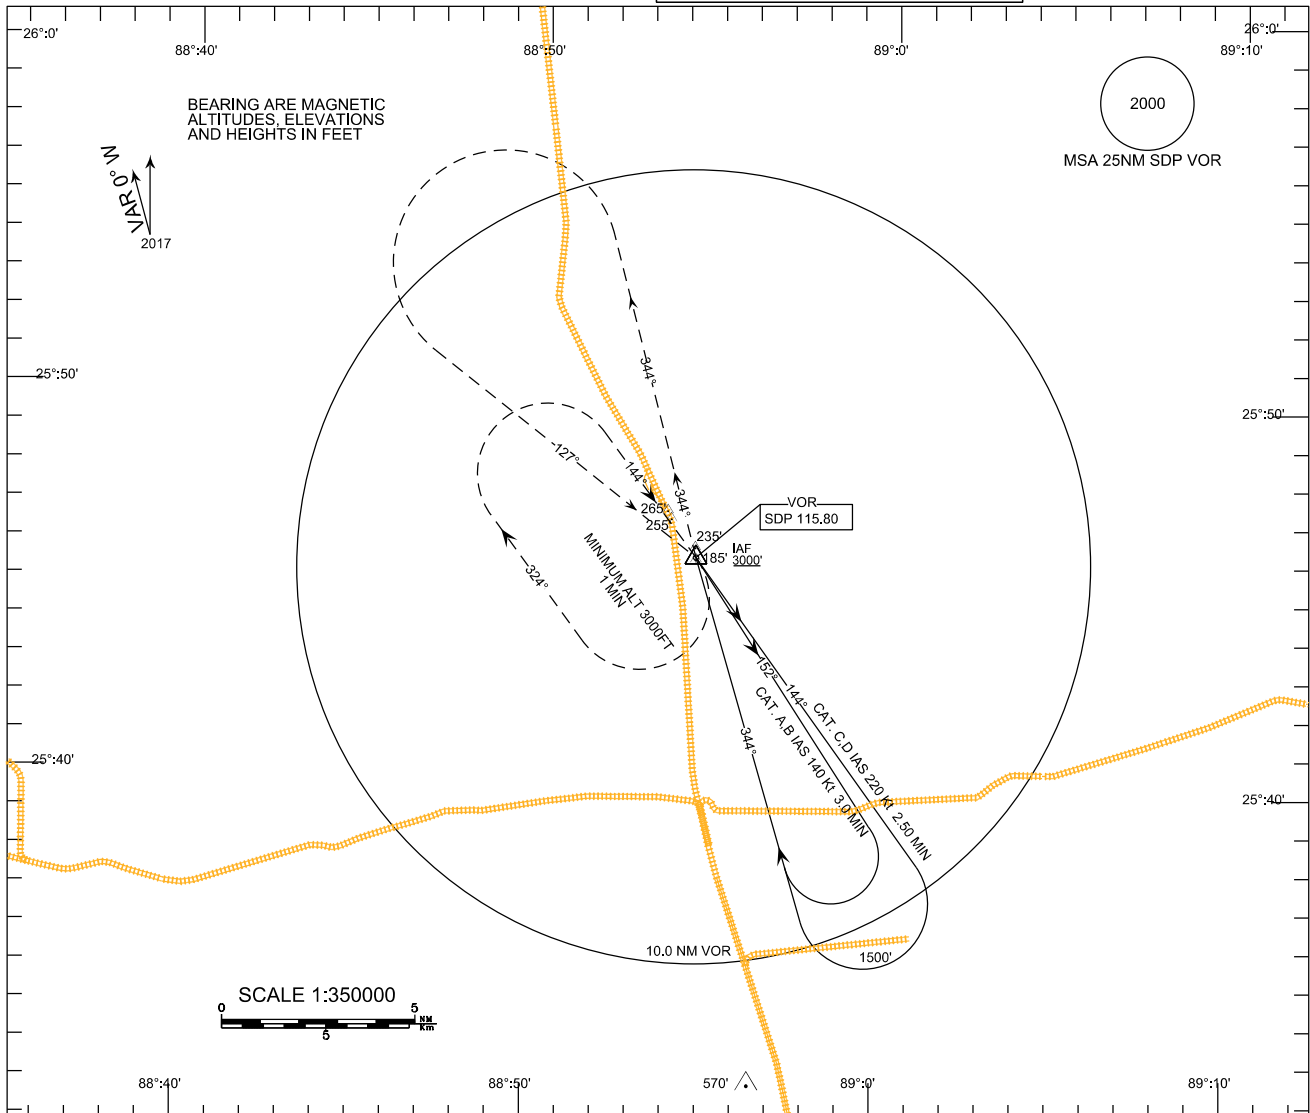 26°:0'
88°:40'
88°:50'
89°:0'
26°:0'
89°:10'
BEARING ARE MAGNETIC
ALTITUDES, ELEVATIONS
AND HEIGHTS IN FEET
2000
MSA 25NM SDP VOR
VAR 0° W
2017
25°:50'
344°
25°:50'
127°
144°
344°
265'
255'
VOR
SDP 115.80
235'
185'
IAF
3000'
MINIMUM ALT 3000FT
1 MIN
324°
152°
144°
CAT. A,B IAS 140 Kt 3.0 MIN
CAT. C,D IAS 220 Kt 2.50 MIN
344°
25°:40'
25°:40'
10.0 NM VOR
1500'
SCALE 1:350000
0
5
NM
Km
5
88°:40'
88°:50'
570'
89°:0'
89°:10'